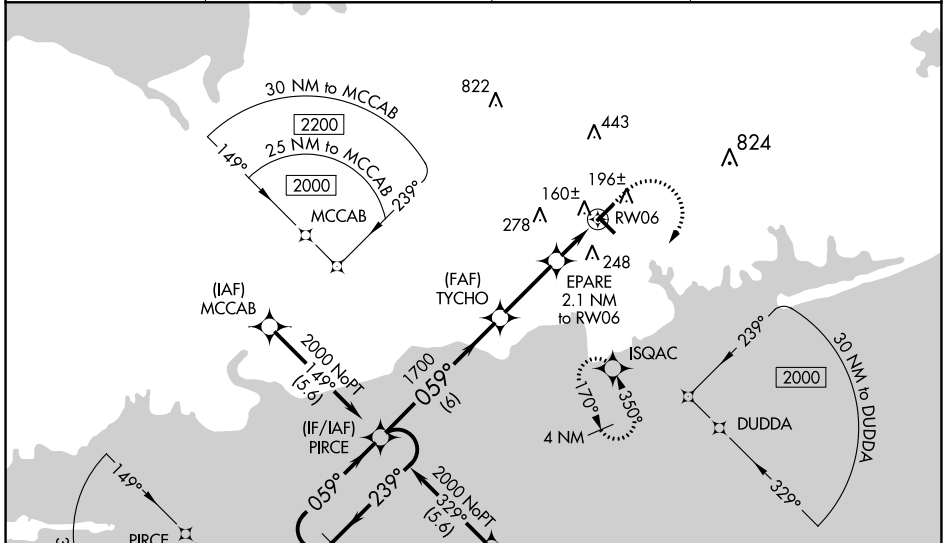 30 NM to MCCAB
2200
25 NM to MCCAB
2000
149°
239°
MCCAB
822
443
824
196±
160±
278
RW06
248
EPARE
2.1 NM
to RW06
(FAF)
TYCHO
(IAF)
MCCAB
2000 NoPT
149°
(5.6)
1700
059°
(6)
(IF/IAF)
PIRCE
ISQAC
170°
350°
4 NM
239°
30 NM to DUDDA
2000
DUDDA
329°
059°
239°
2000 NoPT
329°
(5.6)
149°
PIRCE